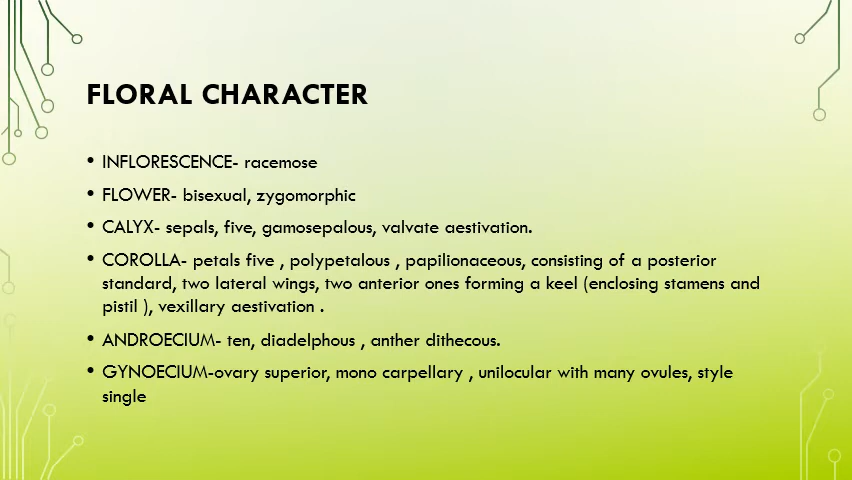 FLORAL CHARACTER
• INFLORESCENCE- racemose
• FLOWER- bisexual, zygomorphic
• CALYX- sepals, five, gamosepalous, valvate aestivation.
• COROLLA- petals five , polypetalous , papilionaceous, consisting of a posterior
standard, two lateral wings, two anterior ones forming a keel (enclosing stamens and
pistil ), vexillary aestivation .
• ANDROECIUM- ten, diadelphous , anther dithecous.
• GYNOECIUM-ovary superior, mono carpellary , unilocular with many ovules, style
single